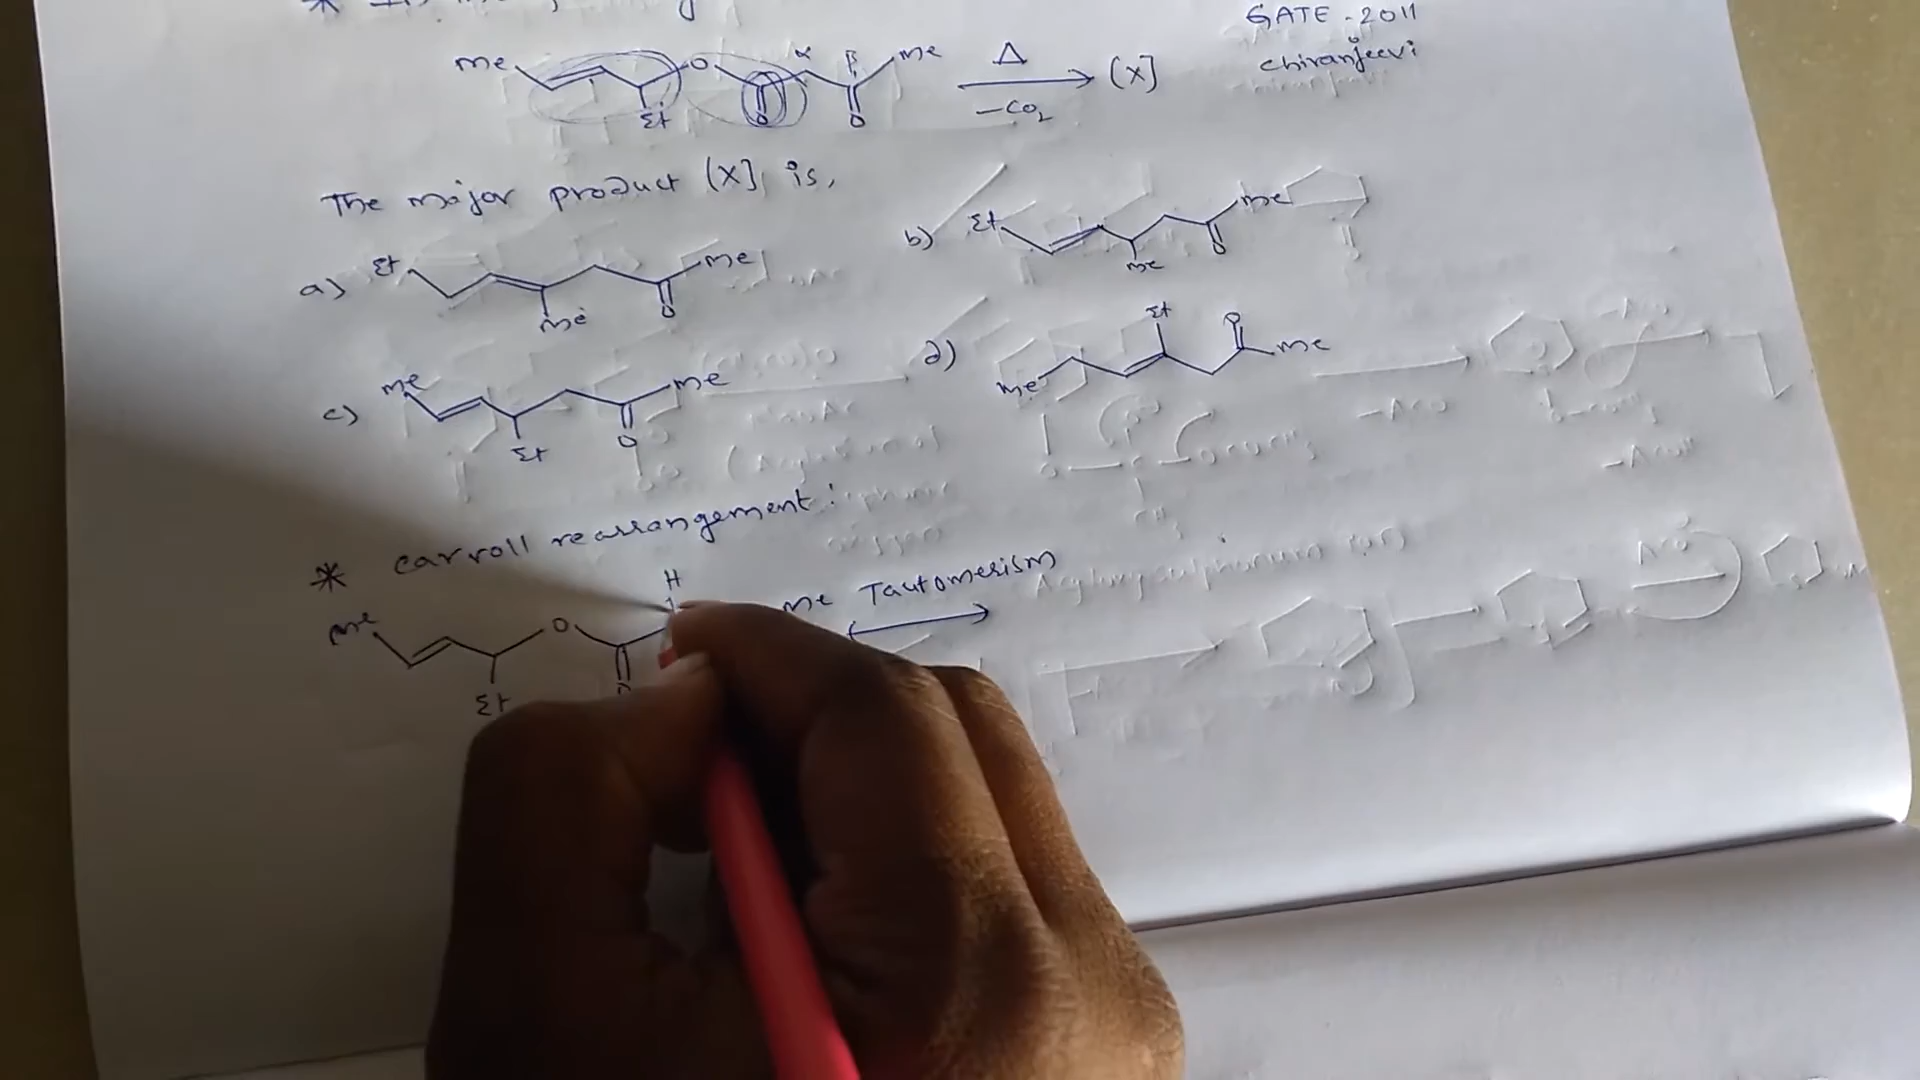 GATE - 2011
chiranjeevi
Me O α β Me Δ (X]
Et O O -CO2
The major product (X] is,
a) Et Me O Me
b) Et Me O Me
c) Me Et O Me
d) Me Et O Me
* Carroll rearrangement:
Me O H Me Tautomerism
Et O